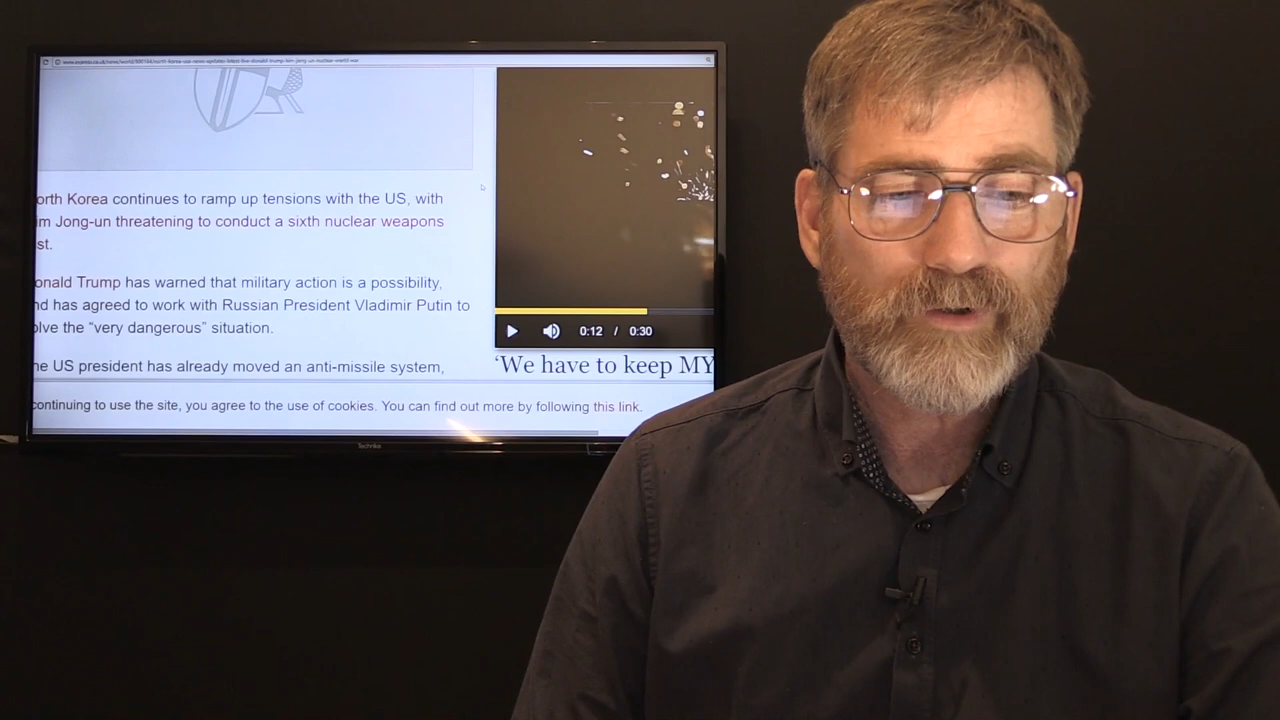 orth Korea continues to ramp up tensions with the US, with
im Jong-un threatening to conduct a sixth nuclear weapons
st.
onald Trump has warned that military action is a possibility,
nd has agreed to work with Russian President Vladimir Putin to
olve the “very dangerous” situation.
he US president has already moved an anti-missile system,
0:12 / 0:30
‘We have to keep MY
continuing to use the site, you agree to the use of cookies. You can find out more by following this link.
Technika